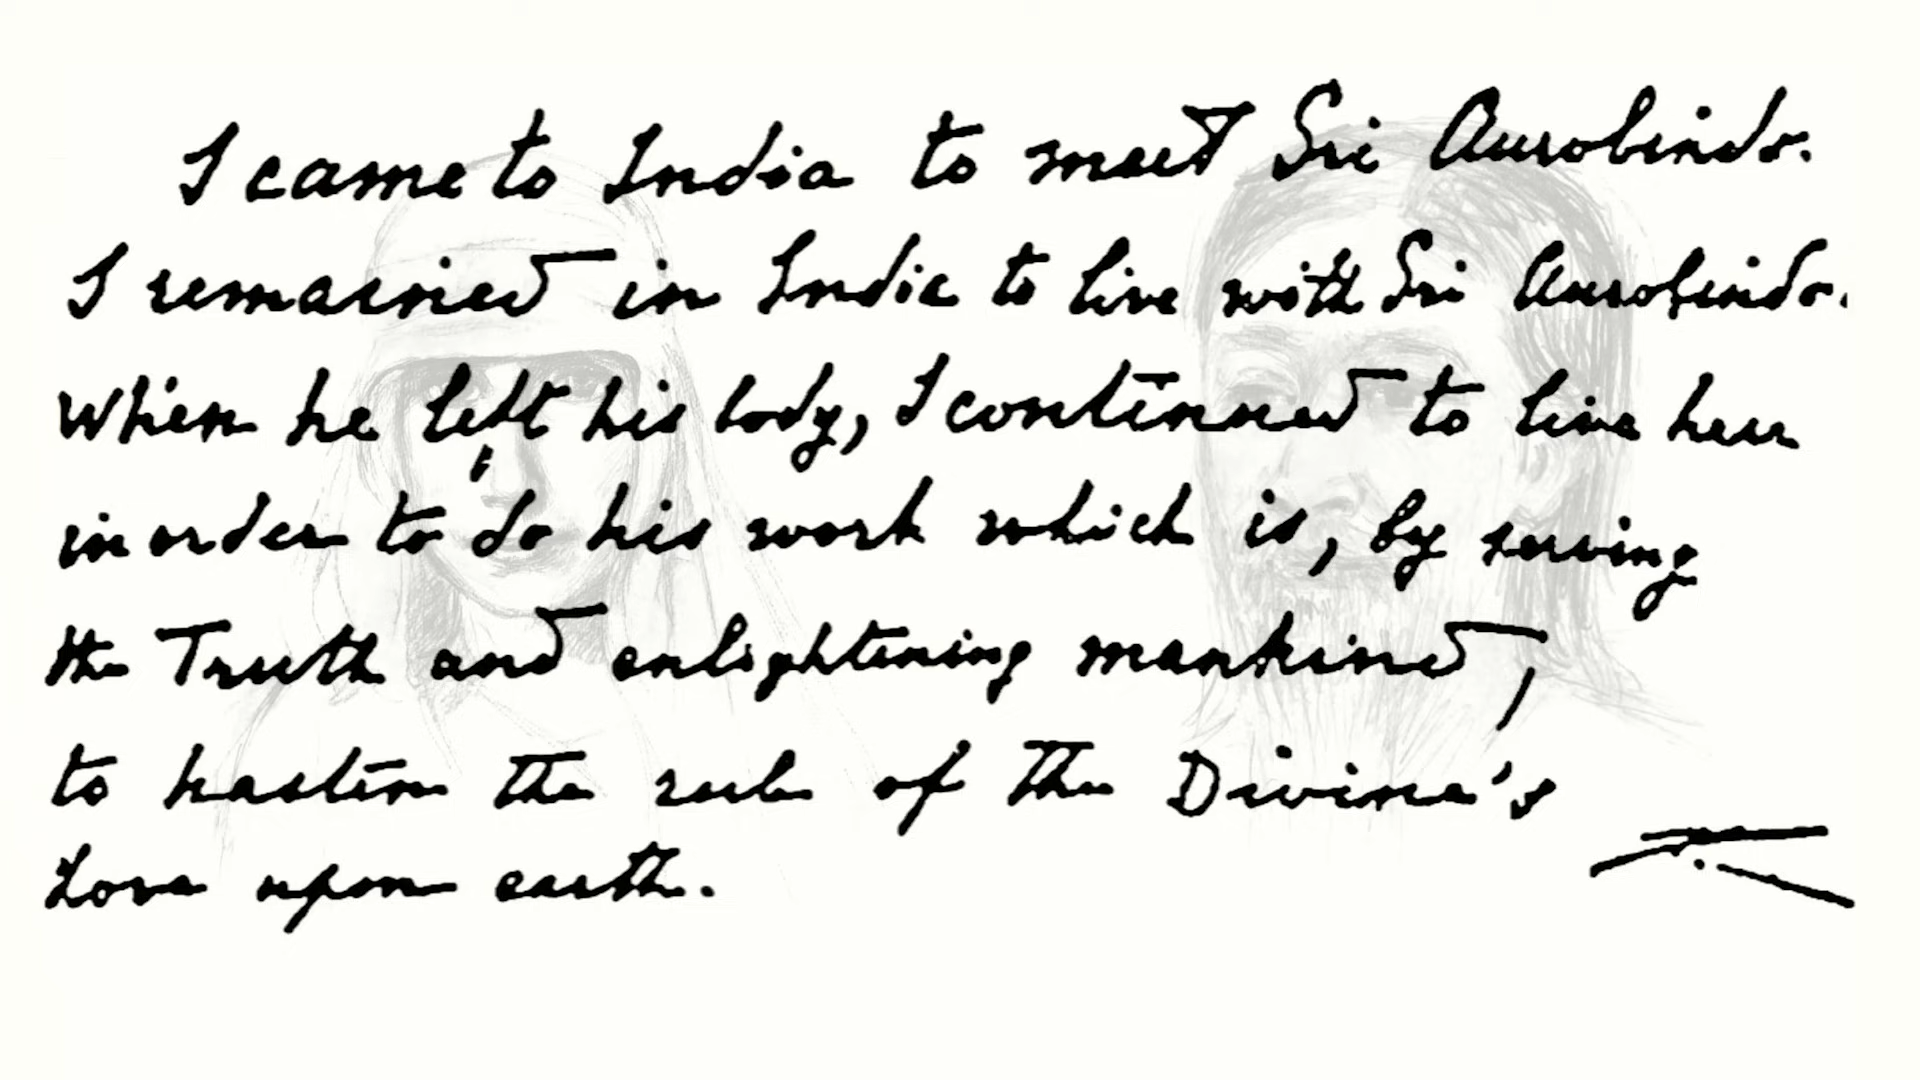 I came to India to meet Sri Aurobindo.
I remained in India to live with Sri Aurobindo.
When he left his body, I continued to live here
in order to do his work which is, by serving
the Truth and enlightening mankind,
to hasten the rule of the Divine's
Love upon earth.